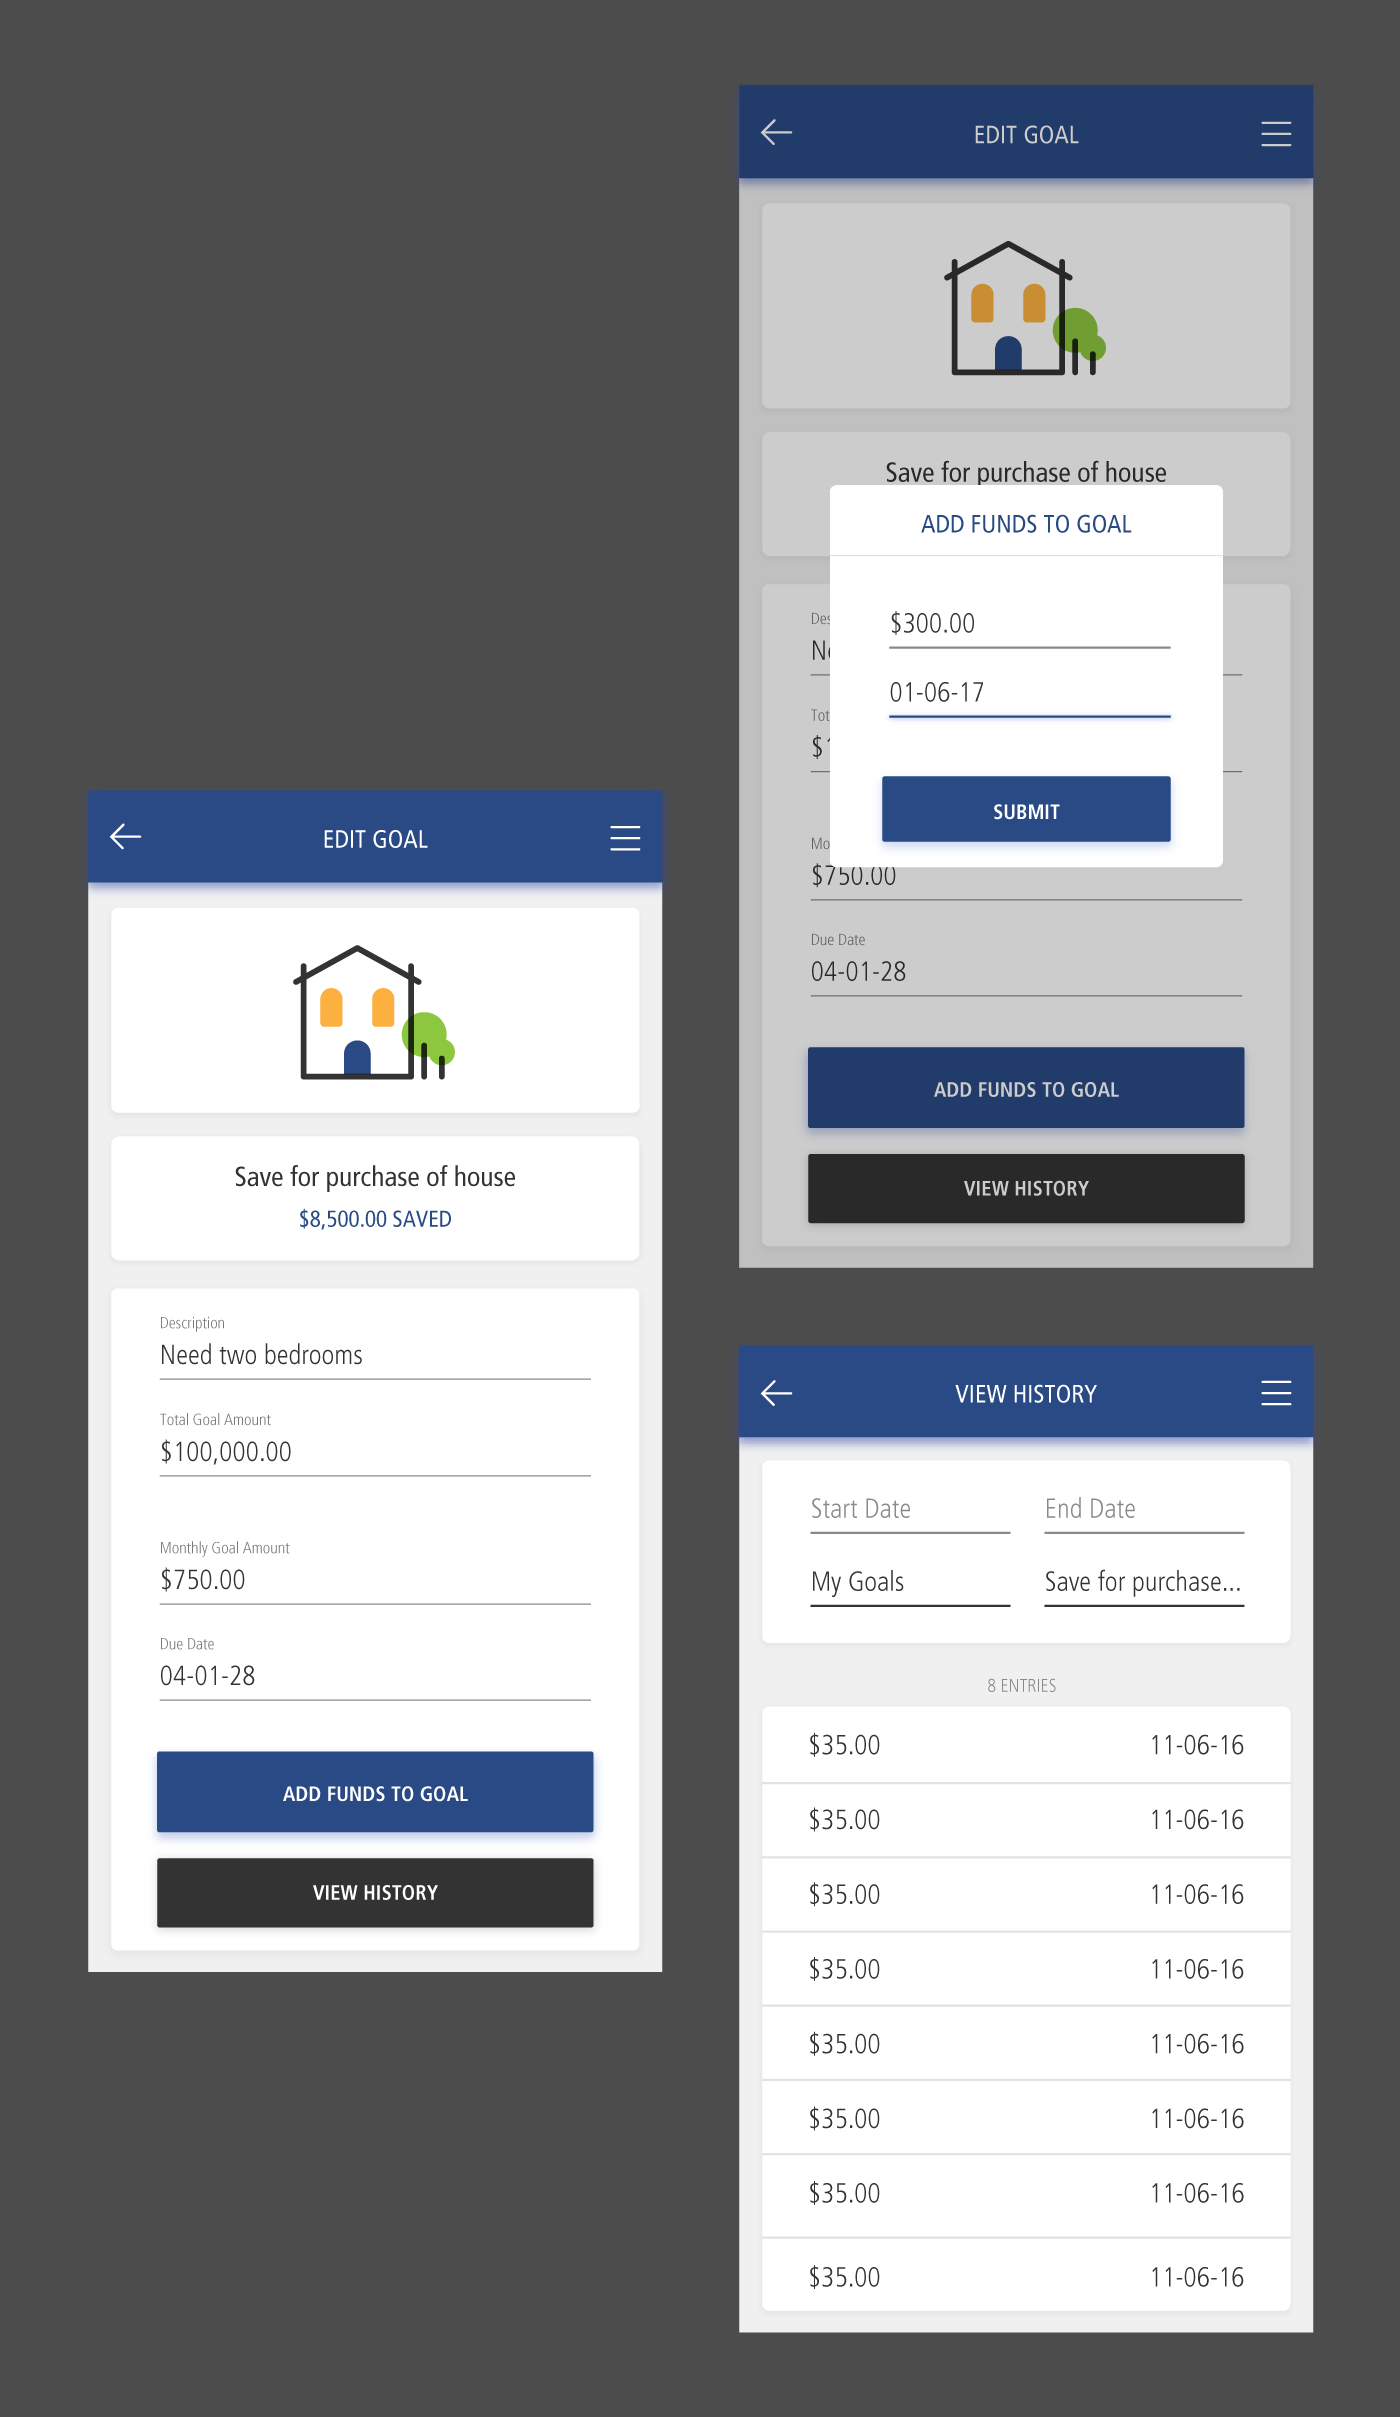 EDIT GOAL
Save for purchase of house
$8,500.00 SAVED
Description
Need two bedrooms
Total Goal Amount
$100,000.00
Monthly Goal Amount
$750.00
Due Date
04-01-28
ADD FUNDS TO GOAL
VIEW HISTORY
EDIT GOAL
Save for purchase of house
ADD FUNDS TO GOAL
$300.00
01-06-17
SUBMIT
$750.00
Due Date
04-01-28
ADD FUNDS TO GOAL
VIEW HISTORY
VIEW HISTORY
Start Date End Date
My Goals Save for purchase...
8 ENTRIES
$35.00 11-06-16
$35.00 11-06-16
$35.00 11-06-16
$35.00 11-06-16
$35.00 11-06-16
$35.00 11-06-16
$35.00 11-06-16
$35.00 11-06-16